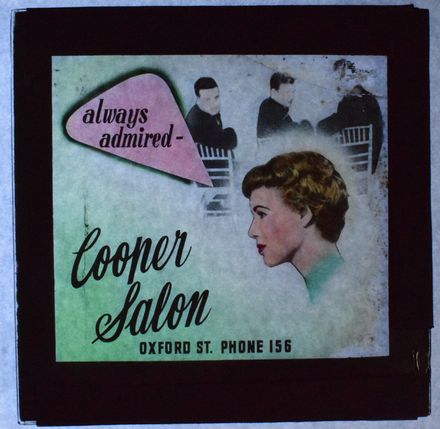 always
admired-
Cooper
Salon
OXFORD ST. PHONE 156